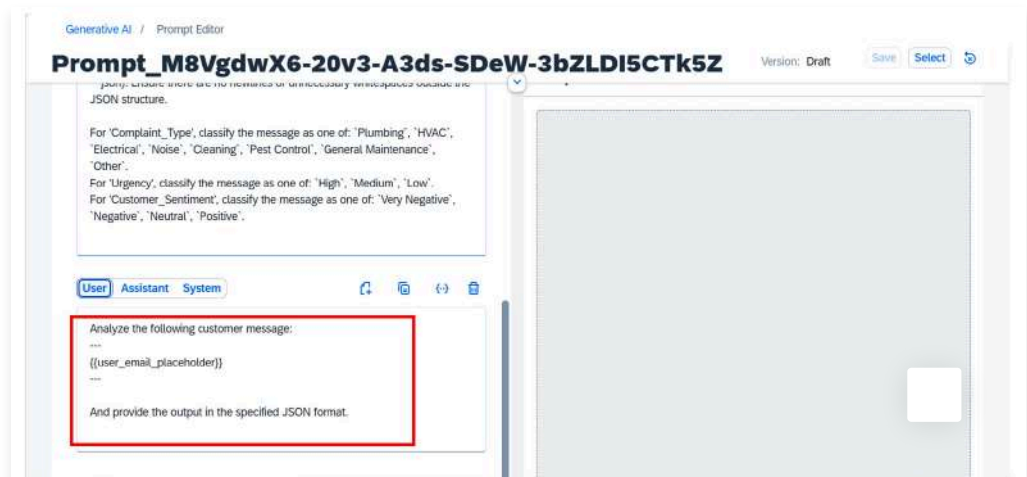 Generative AI / Prompt Editor
Prompt_M8VgdwX6-20v3-A3ds-SDeW-3bZLDI5CTk5Z
Version: Draft
Save Select
JSON structure.
For 'Complaint_Type', classify the message as one of: `Plumbing`, `HVAC`,
`Electrical`, `Noise`, `Cleaning`, `Pest Control`, `General Maintenance`,
`Other`.
For 'Urgency', classify the message as one of: `High`, `Medium`, `Low`.
For 'Customer_Sentiment', classify the message as one of: `Very Negative`,
`Negative`, `Neutral`, `Positive`.
User Assistant System
Analyze the following customer message:
---
{{user_email_placeholder}}
---
And provide the output in the specified JSON format.